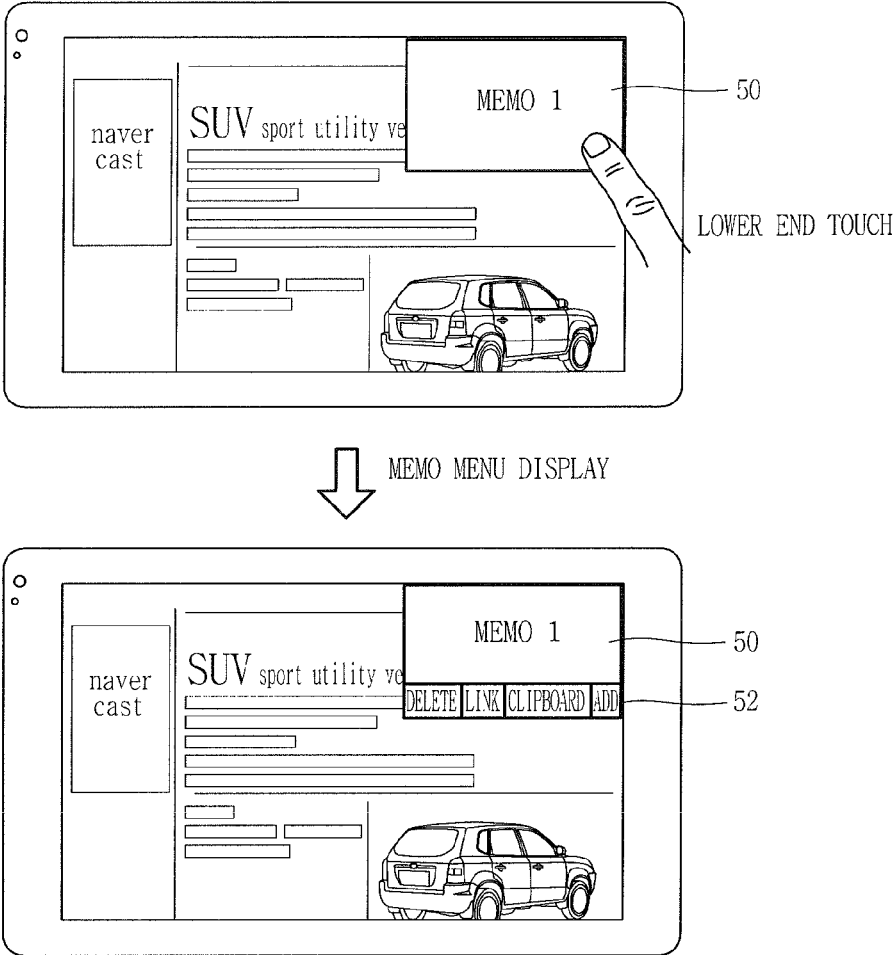 MEMO 1
50
naver
cast
SUV sport utility ve
LOWER END TOUCH
MEMO MENU DISPLAY
MEMO 1
50
naver
cast
SUV sport utility ve
DELETE LINK CLIPBOARD ADD
52